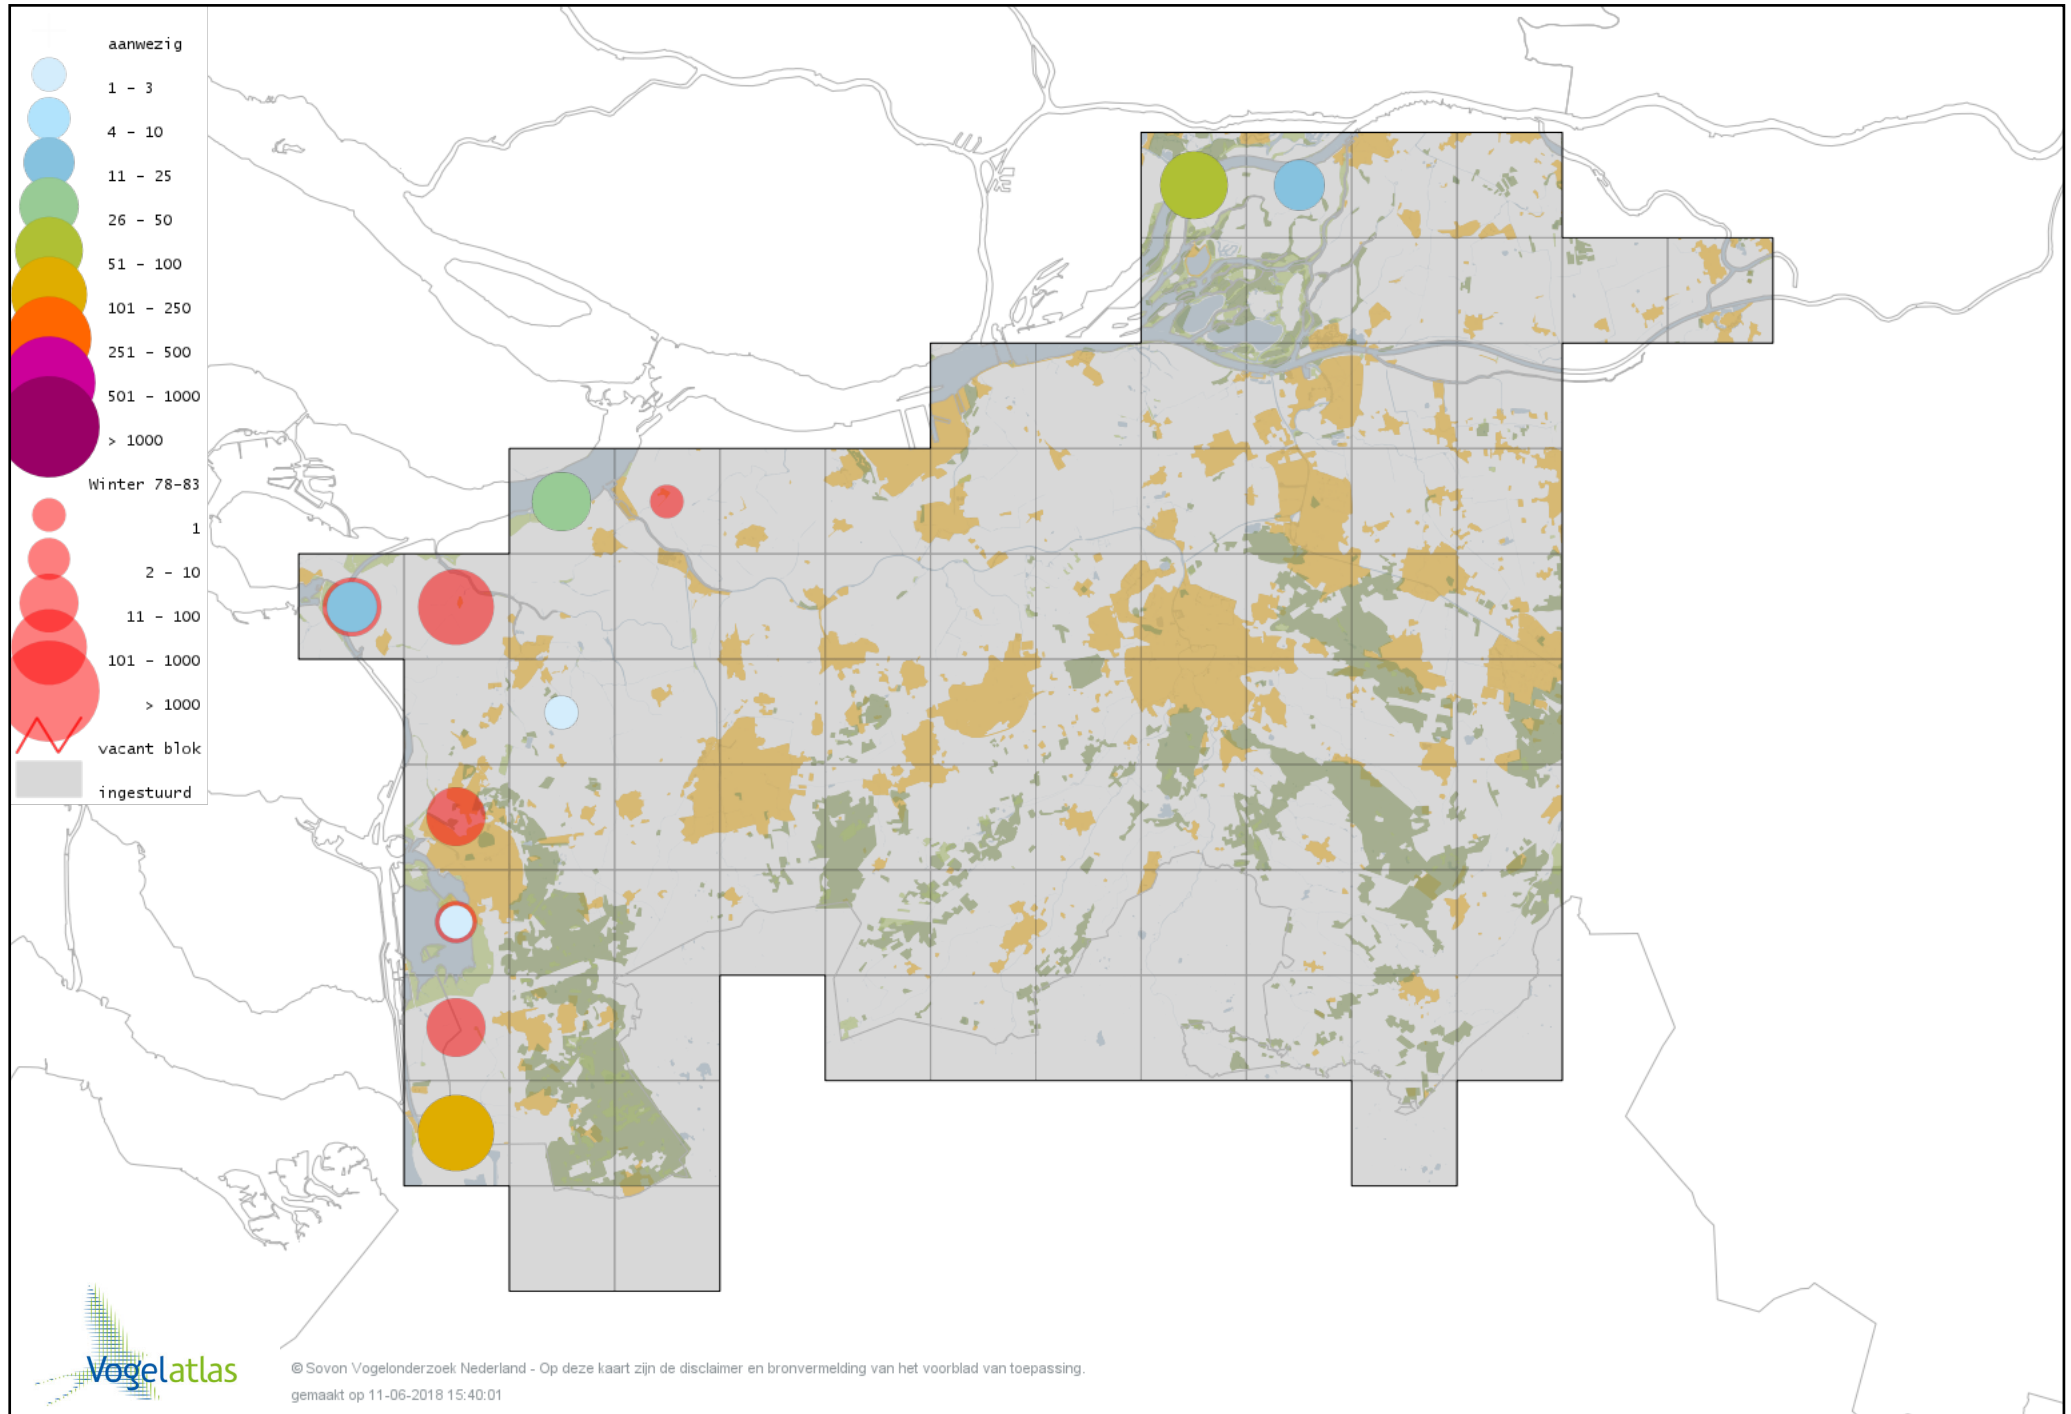 aanwezig
1 - 3
4 - 10
11 - 25
26 - 50
51 - 100
101 - 250
251 - 500
501 - 1000
> 1000
Winter 78-83
1
2 - 10
11 - 100
101 - 1000
> 1000
vacant blok
ingestuurd
Vogelatlas
© Sovon Vogelonderzoek Nederland - Op deze kaart zijn de disclaimer en bronvermelding van het voorblad van toepassing.
gemaakt op 11-06-2018 15:40:01